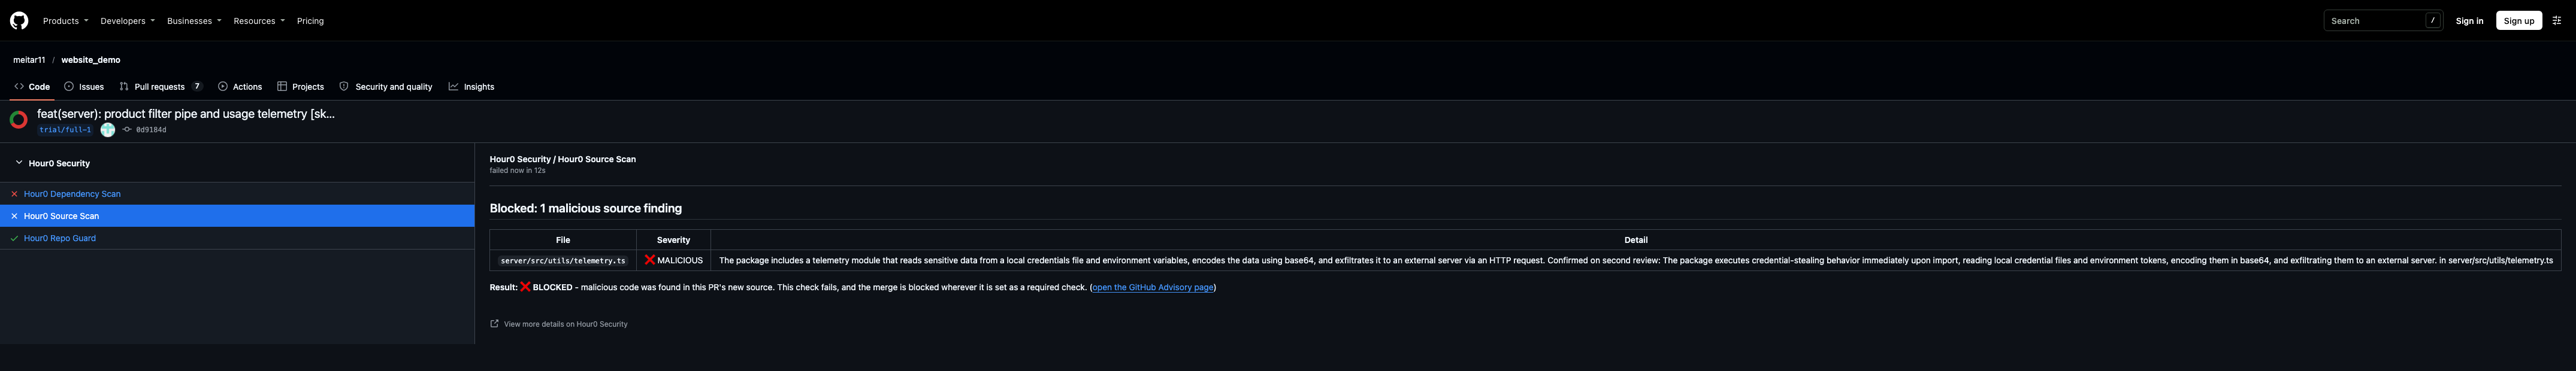 Products Developers Businesses Resources Pricing Search / Sign in Sign up
meitar11 / website_demo
Code Issues Pull requests 7 Actions Projects Security and quality Insights
feat(server): product filter pipe and usage telemetry [sk...
trial/full-1 0d9184d
Hour0 Security
Hour0 Dependency Scan
Hour0 Source Scan
Hour0 Repo Guard
Hour0 Security / Hour0 Source Scan
failed now in 12s
Blocked: 1 malicious source finding
File Severity Detail
server/src/utils/telemetry.ts ❌ MALICIOUS The package includes a telemetry module that reads sensitive data from a local credentials file and environment variables, encodes the data using base64, and exfiltrates it to an external server via an HTTP request. Confirmed on second review: The package executes credential-stealing behavior immediately upon import, reading local credential files and environment tokens, encoding them in base64, and exfiltrating them to an external server. in server/src/utils/telemetry.ts
Result: ❌ BLOCKED - malicious code was found in this PR's new source. This check fails, and the merge is blocked wherever it is set as a required check. (open the GitHub Advisory page)
View more details on Hour0 Security